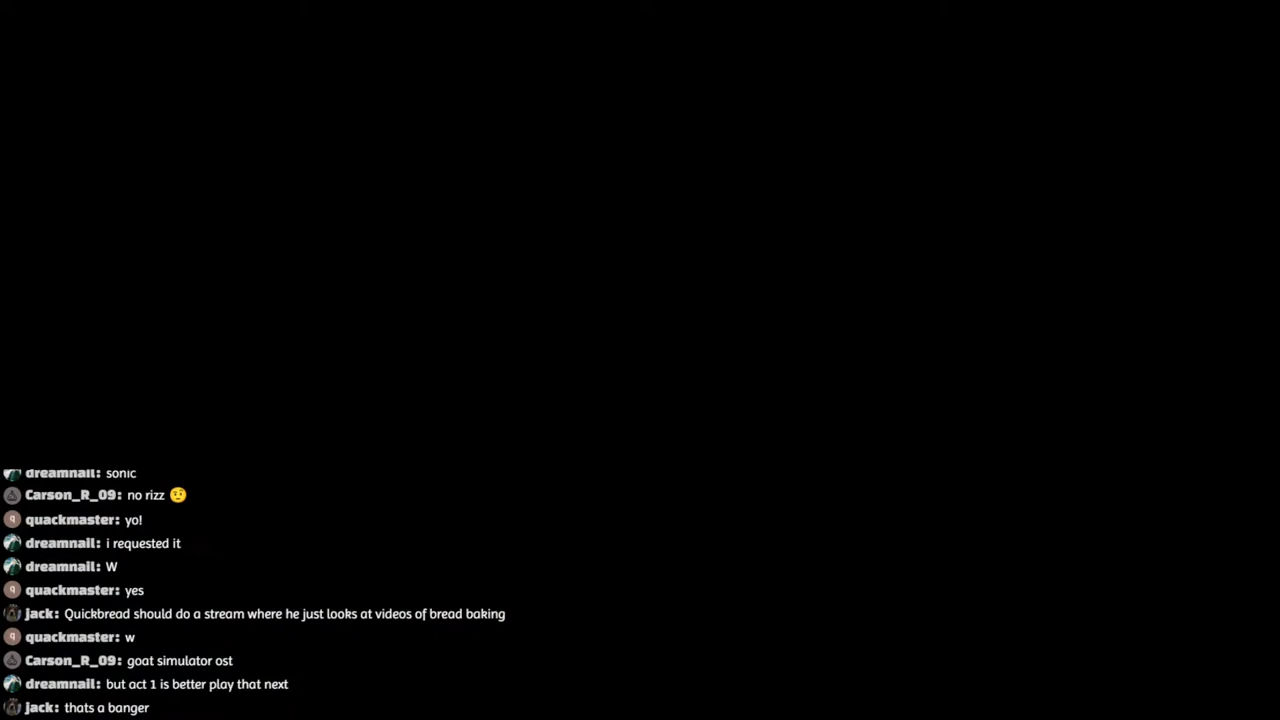 dreamnail: sonic
Carson_R_09: no rizz 🤨
quackmaster: yo!
dreamnail: i requested it
dreamnail: W
quackmaster: yes
jack: Quickbread should do a stream where he just looks at videos of bread baking
quackmaster: w
Carson_R_09: goat simulator ost
dreamnail: but act 1 is better play that next
jack: thats a banger